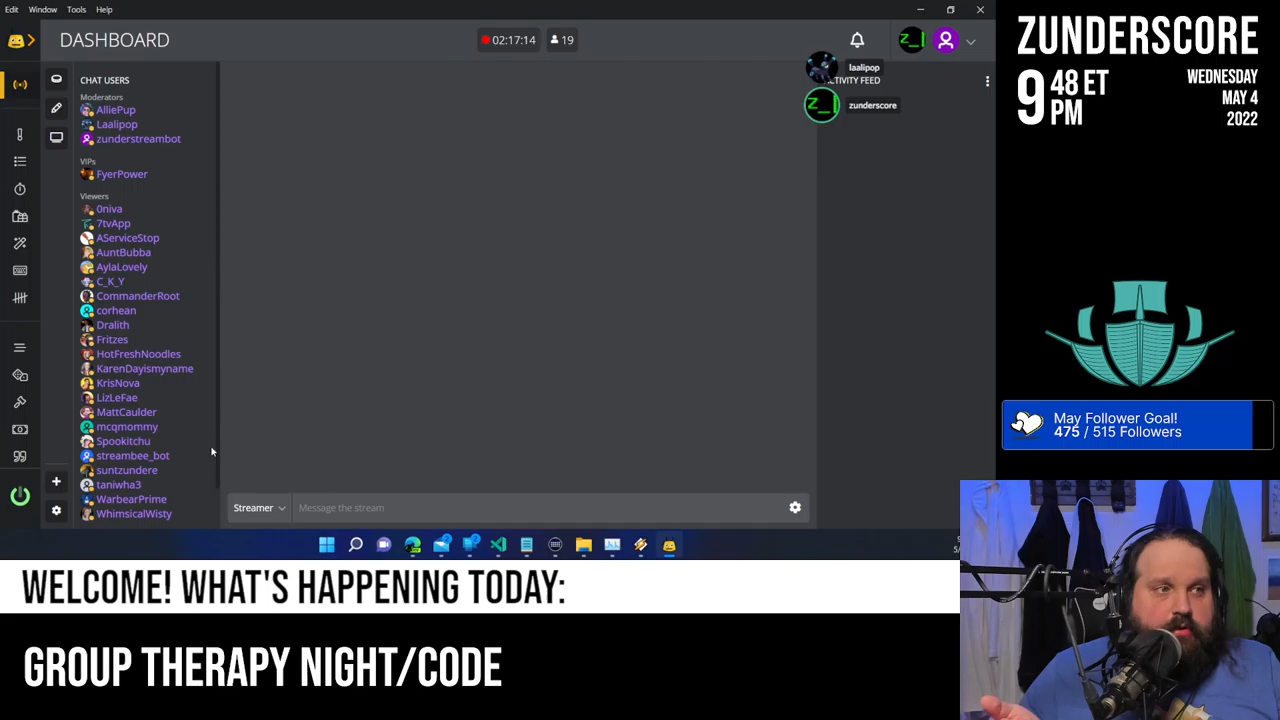 Edit Window Tools Help
DASHBOARD
02:17:14
19
CHAT USERS
Moderators
AlliePup
Laalipop
zunderstreambot
VIPs
FyerPower
Viewers
0niva
7tvApp
AServiceStop
AuntBubba
AylaLovely
C_K_Y
CommanderRoot
corhean
Dralith
Fritzes
HotFreshNoodles
KarenDayismyname
KrisNova
LizLeFae
MattCaulder
mcqmommy
Spookitchu
streambee_bot
suntzundere
taniwha3
WarbearPrime
WhimsicalWisty
Streamer
Message the stream
laalipop
CTIVITY FEED
z_|
zunderscore
z_|
ZUNDERSCORE
9 48 ET
PM
WEDNESDAY
MAY 4
2022
May Follower Goal!
475 / 515 Followers
WELCOME! WHAT'S HAPPENING TODAY:
GROUP THERAPY NIGHT/CODE